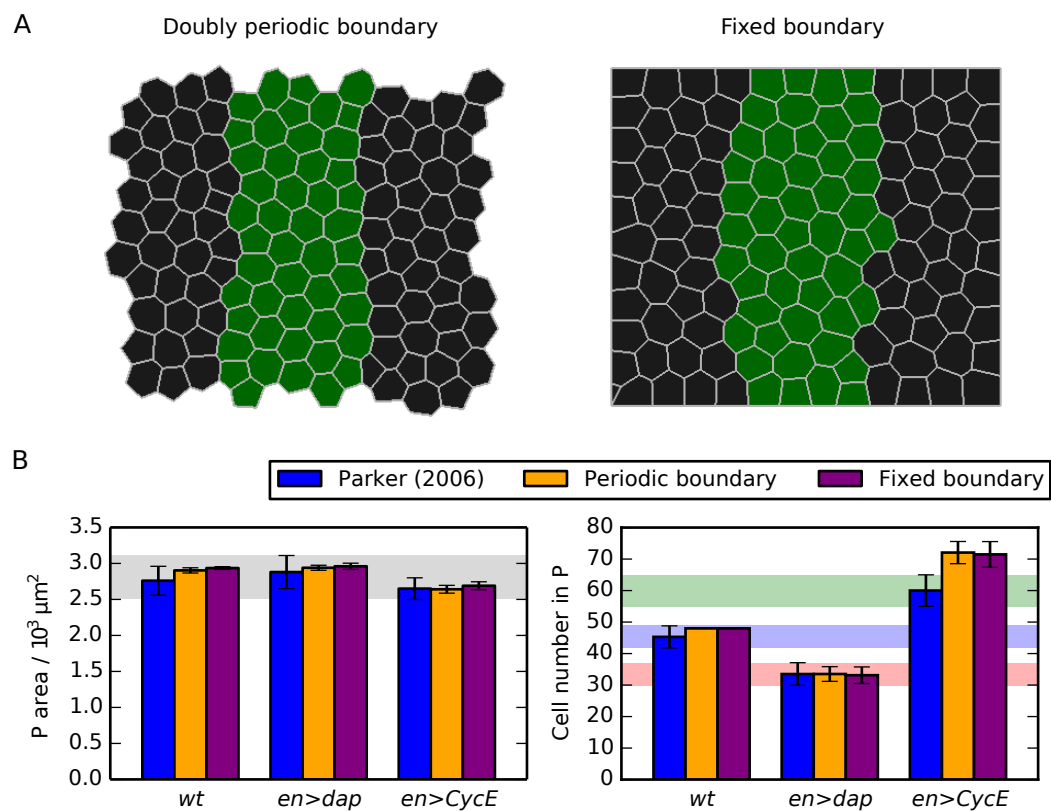 A
Doubly periodic boundary
Fixed boundary
B
Parker (2006)
Periodic boundary
Fixed boundary
P area / 10³ μm²
3.5
3.0
2.5
2.0
1.5
1.0
0.5
0.0
wt
en>dap
en>CycE
Cell number in P
80
70
60
50
40
30
20
10
0
wt
en>dap
en>CycE